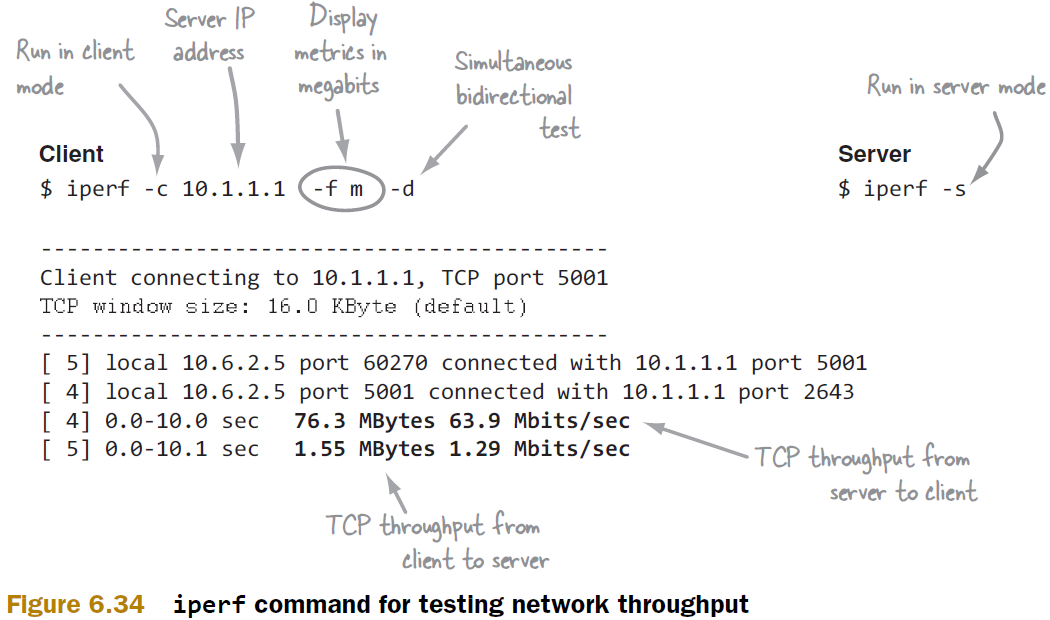 Run in client
mode
Server IP
address
Display
metrics in
megabits
Simultaneous
bidirectional
test
Run in server mode
Client
$ iperf -c 10.1.1.1 -f m -d
Server
$ iperf -s
---------------------------------------------
Client connecting to 10.1.1.1, TCP port 5001
TCP window size: 16.0 KByte (default)
---------------------------------------------
[ 5] local 10.6.2.5 port 60270 connected with 10.1.1.1 port 5001
[ 4] local 10.6.2.5 port 5001 connected with 10.1.1.1 port 2643
[ 4] 0.0-10.0 sec 76.3 MBytes 63.9 Mbits/sec
[ 5] 0.0-10.1 sec 1.55 MBytes 1.29 Mbits/sec
TCP throughput from
server to client
TCP throughput from
client to server
Figure 6.34 iperf command for testing network throughput